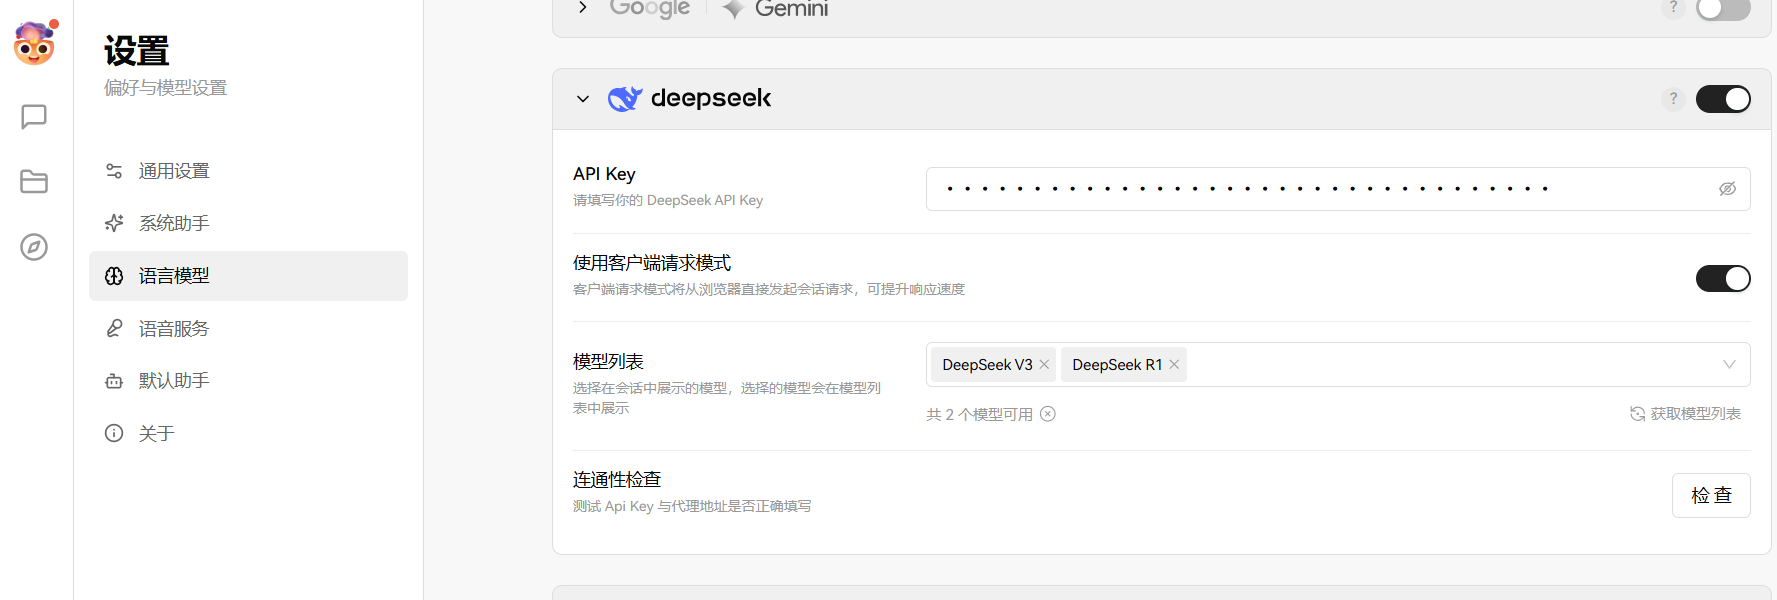 设置
偏好与模型设置
通用设置
系统助手
语言模型
语音服务
默认助手
关于
Google Gemini
?
deepseek
?
API Key
请填写你的 DeepSeek API Key
使用客户端请求模式
客户端请求模式将从浏览器直接发起会话请求，可提升响应速度
模型列表
选择在会话中展示的模型，选择的模型会在模型列
表中展示
DeepSeek V3
DeepSeek R1
共 2 个模型可用
获取模型列表
连通性检查
测试 Api Key 与代理地址是否正确填写
检 查